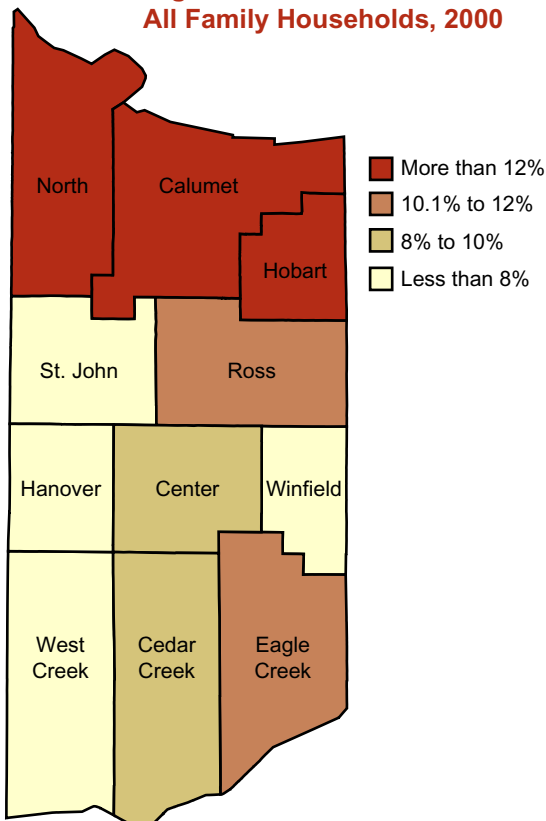 All Family Households, 2000
More than 12%
10.1% to 12%
8% to 10%
Less than 8%
North
Calumet
Hobart
St. John
Ross
Hanover
Center
Winfield
West
Creek
Cedar
Creek
Eagle
Creek